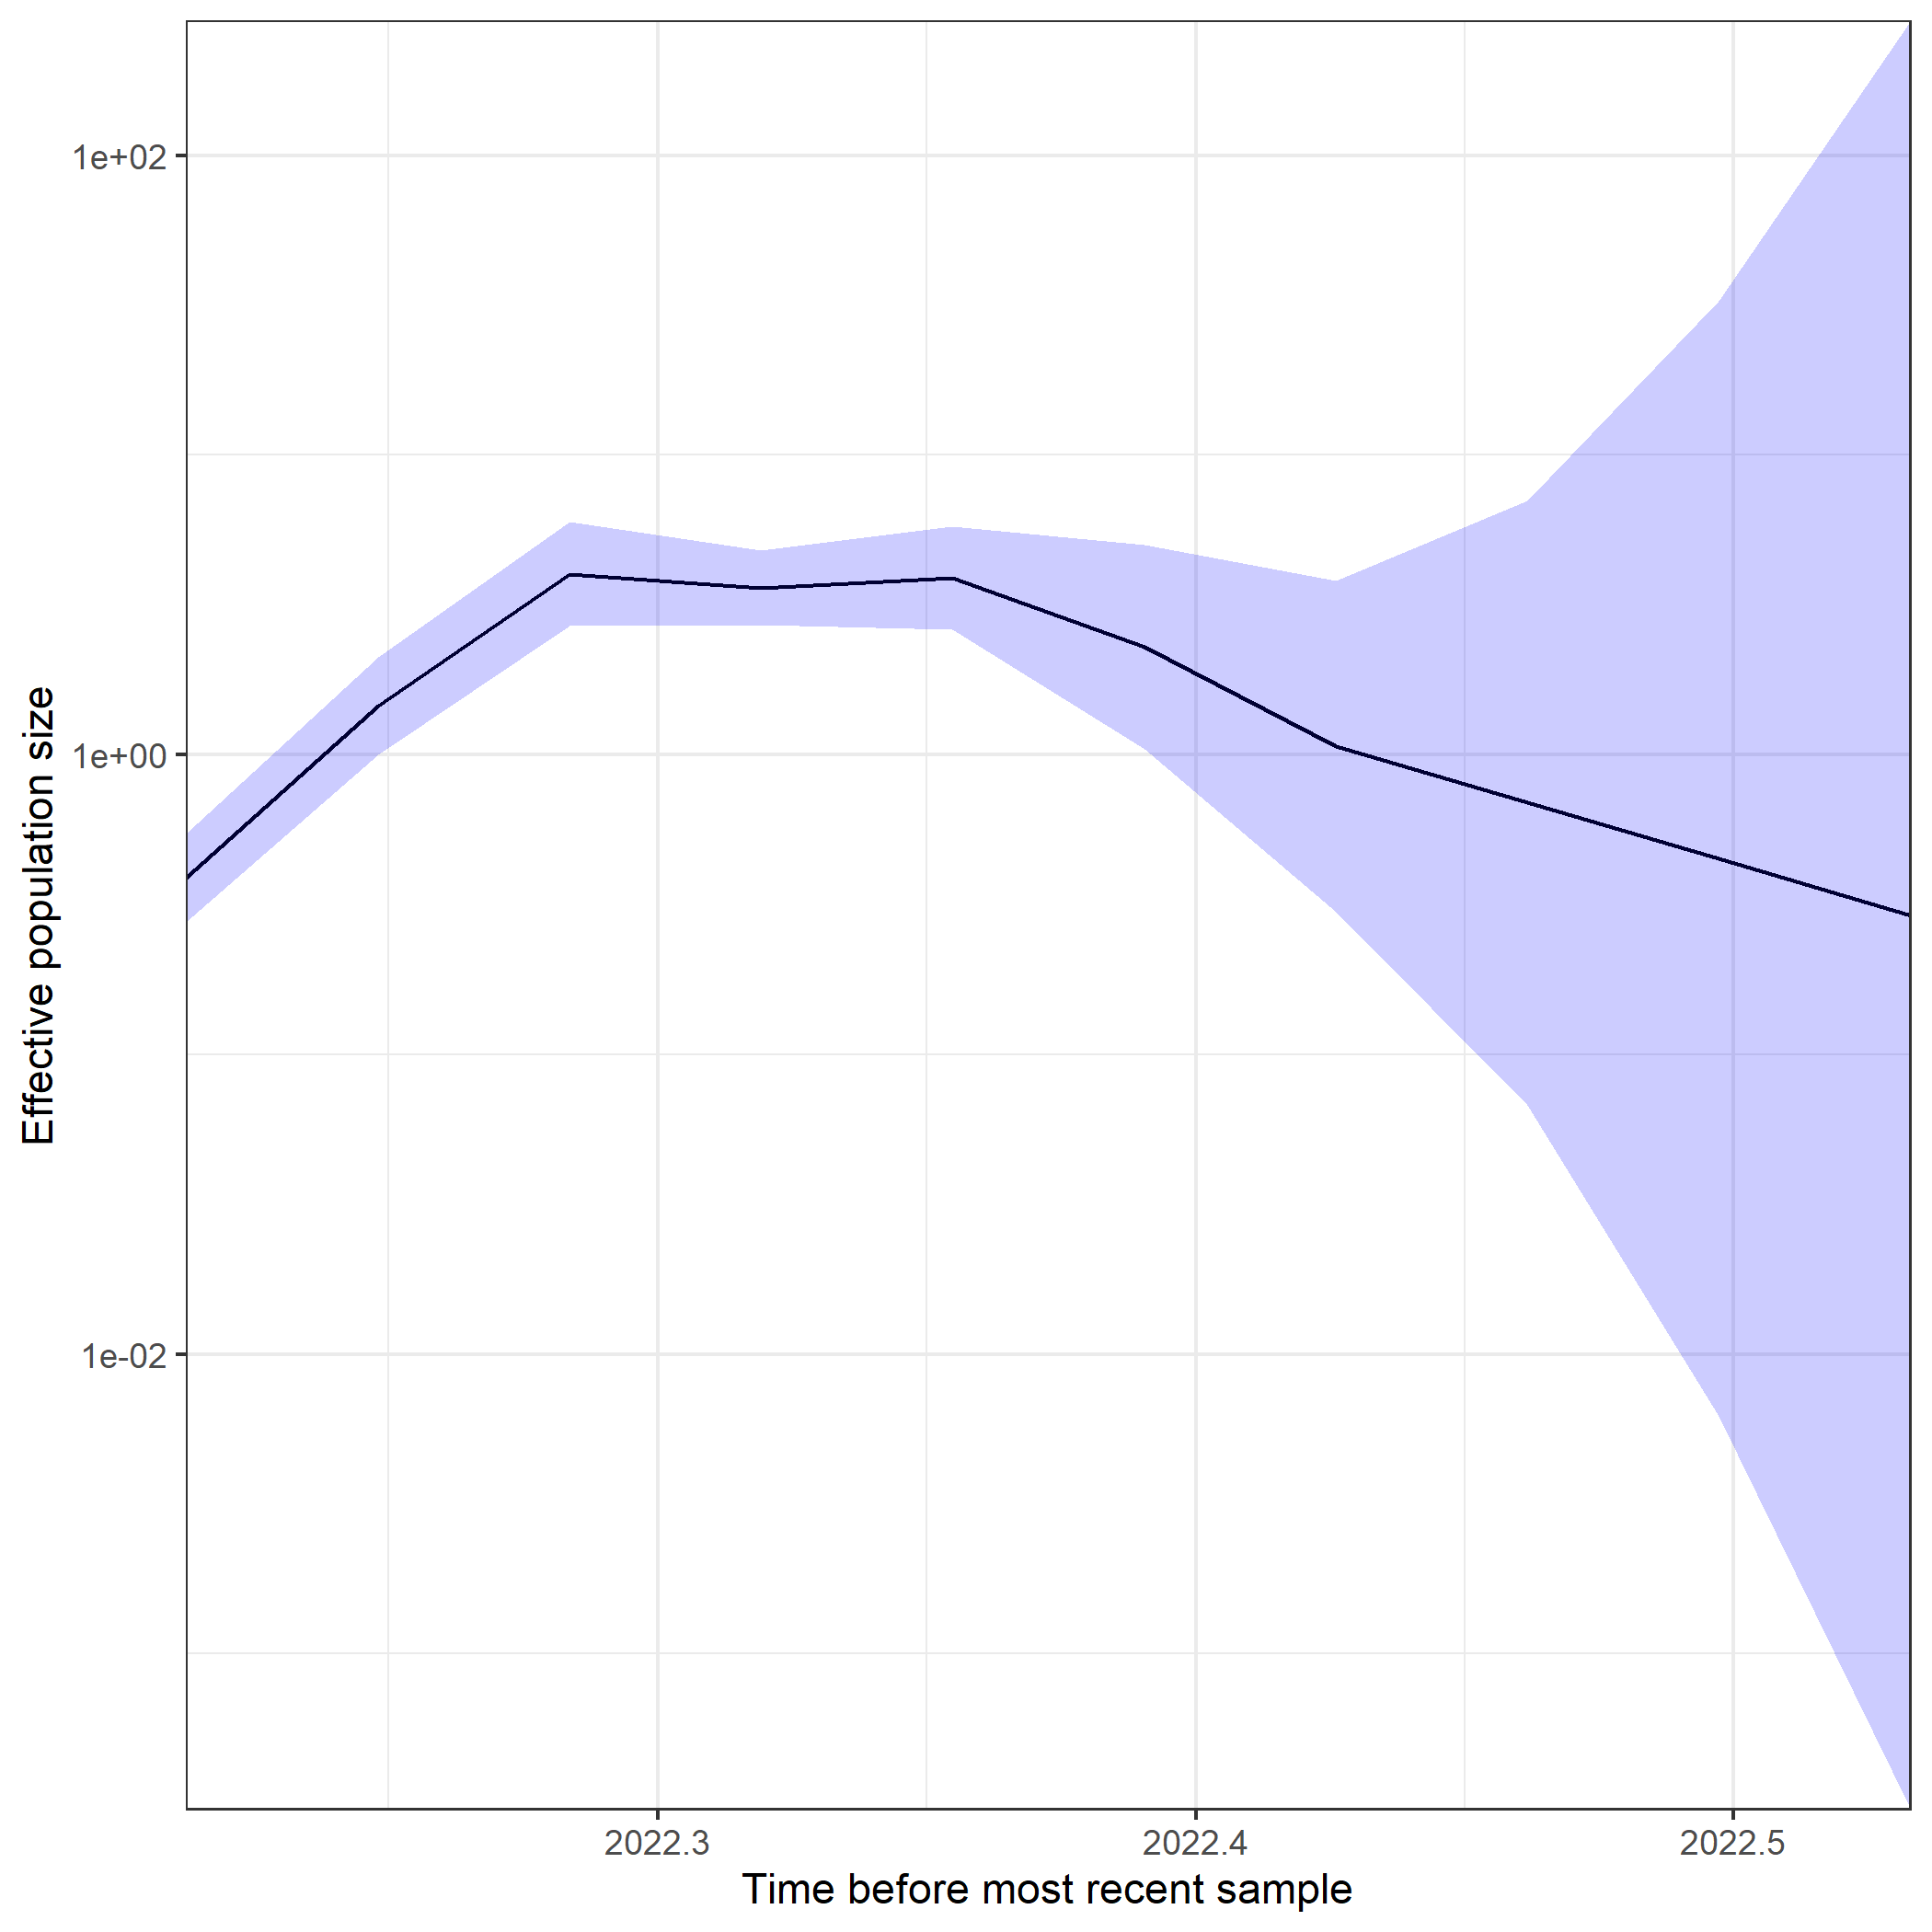 Effective population size
1e+02
1e+00
1e-02
2022.3
2022.4
2022.5
Time before most recent sample